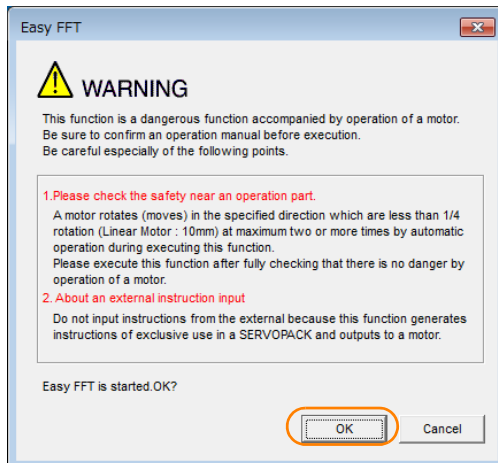 Easy FFT
WARNING
This function is a dangerous function accompanied by operation of a motor.
Be sure to confirm an operation manual before execution.
Be careful especially of the following points.
1.Please check the safety near an operation part.
A motor rotates (moves) in the specified direction which are less than 1/4
rotation (Linear Motor : 10mm) at maximum two or more times by automatic
operation during executing this function.
Please execute this function after fully checking that there is no danger by
operation of a motor.
2. About an external instruction input
Do not input instructions from the external because this function generates
instructions of exclusive use in a SERVOPACK and outputs to a motor.
Easy FFT is started.OK?
OK
Cancel